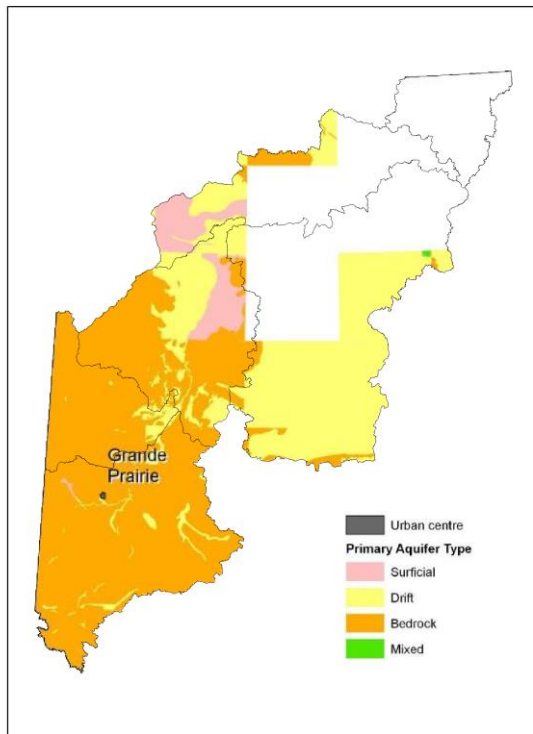 Grande
Prairie
Urban centre
Primary Aquifer Type
Surficial
Drift
Bedrock
Mixed